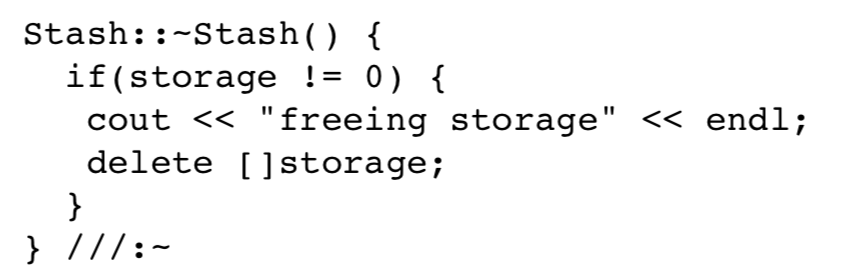 Stash::~Stash() {
  if(storage != 0) {
   cout << "freeing storage" << endl;
   delete []storage;
  }
} ///:~